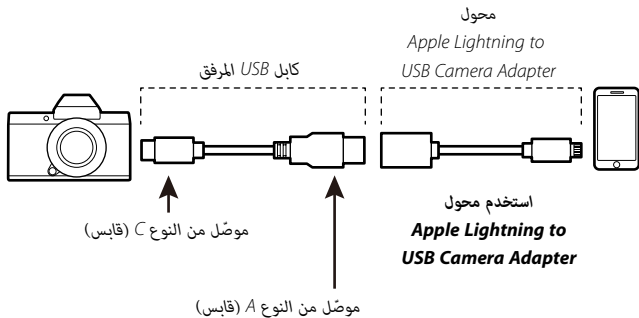 محول
Apple Lightning to
USB Camera Adapter
كابل USB المرفق
استخدم محول
Apple Lightning to
USB Camera Adapter
موصّل من النوع C (قابس)
موصّل من النوع A (قابس)